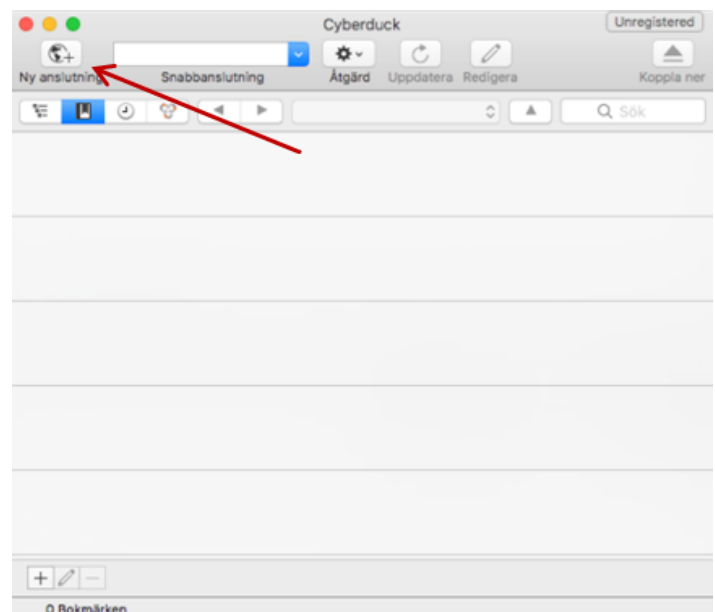 Cyberduck
Unregistered
Ny anslutning
Snabbanslutning
Åtgärd
Uppdatera
Redigera
Koppla ner
Sök
0 Bokmärken